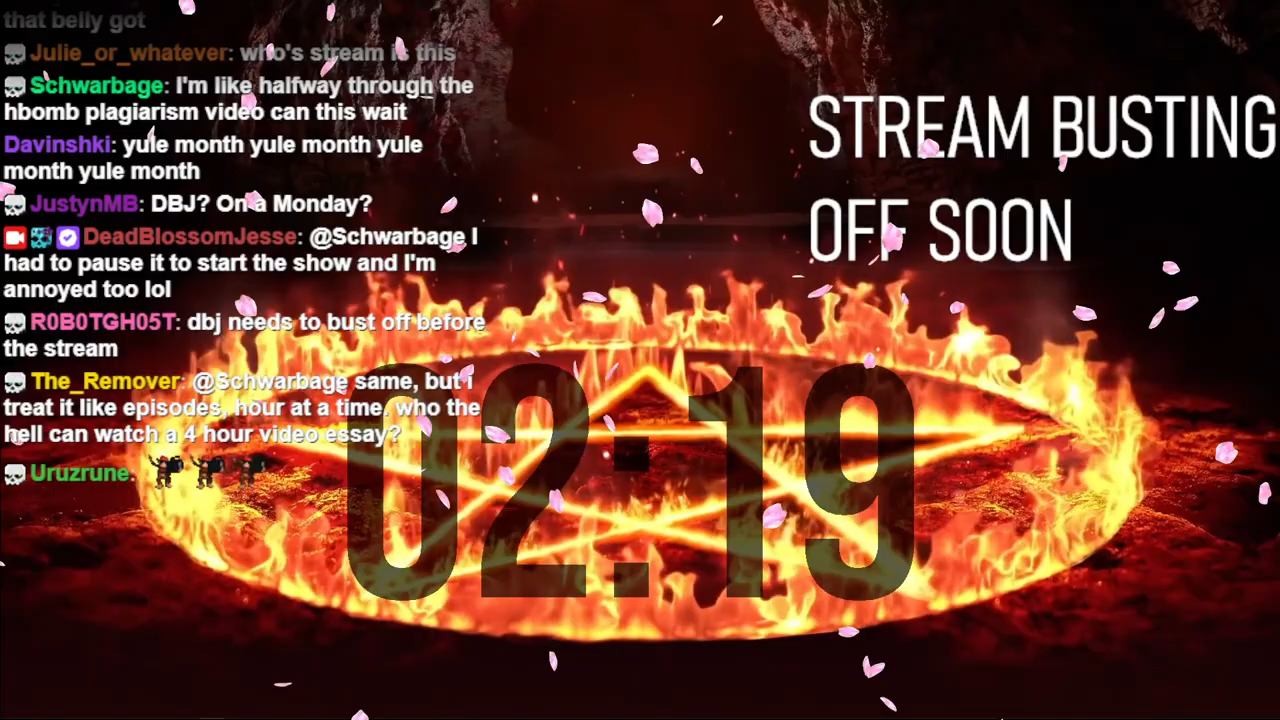 that belly got
Julie_or_whatever: who's stream is this
Schwarbage: I'm like halfway through the
hbomb plagiarism video can this wait
Davinshki: yule month yule month yule
month yule month
JustynMB: DBJ? On a Monday?
DeadBlossomJesse: @Schwarbage I
had to pause it to start the show and I'm
annoyed too lol
R0B0TGH05T: dbj needs to bust off before
the stream
The_Remover: @Schwarbage same, but i
treat it like episodes, hour at a time. who the
hell can watch a 4 hour video essay?
Uruzrune:
STREAM BUSTING
OFF SOON
02:19